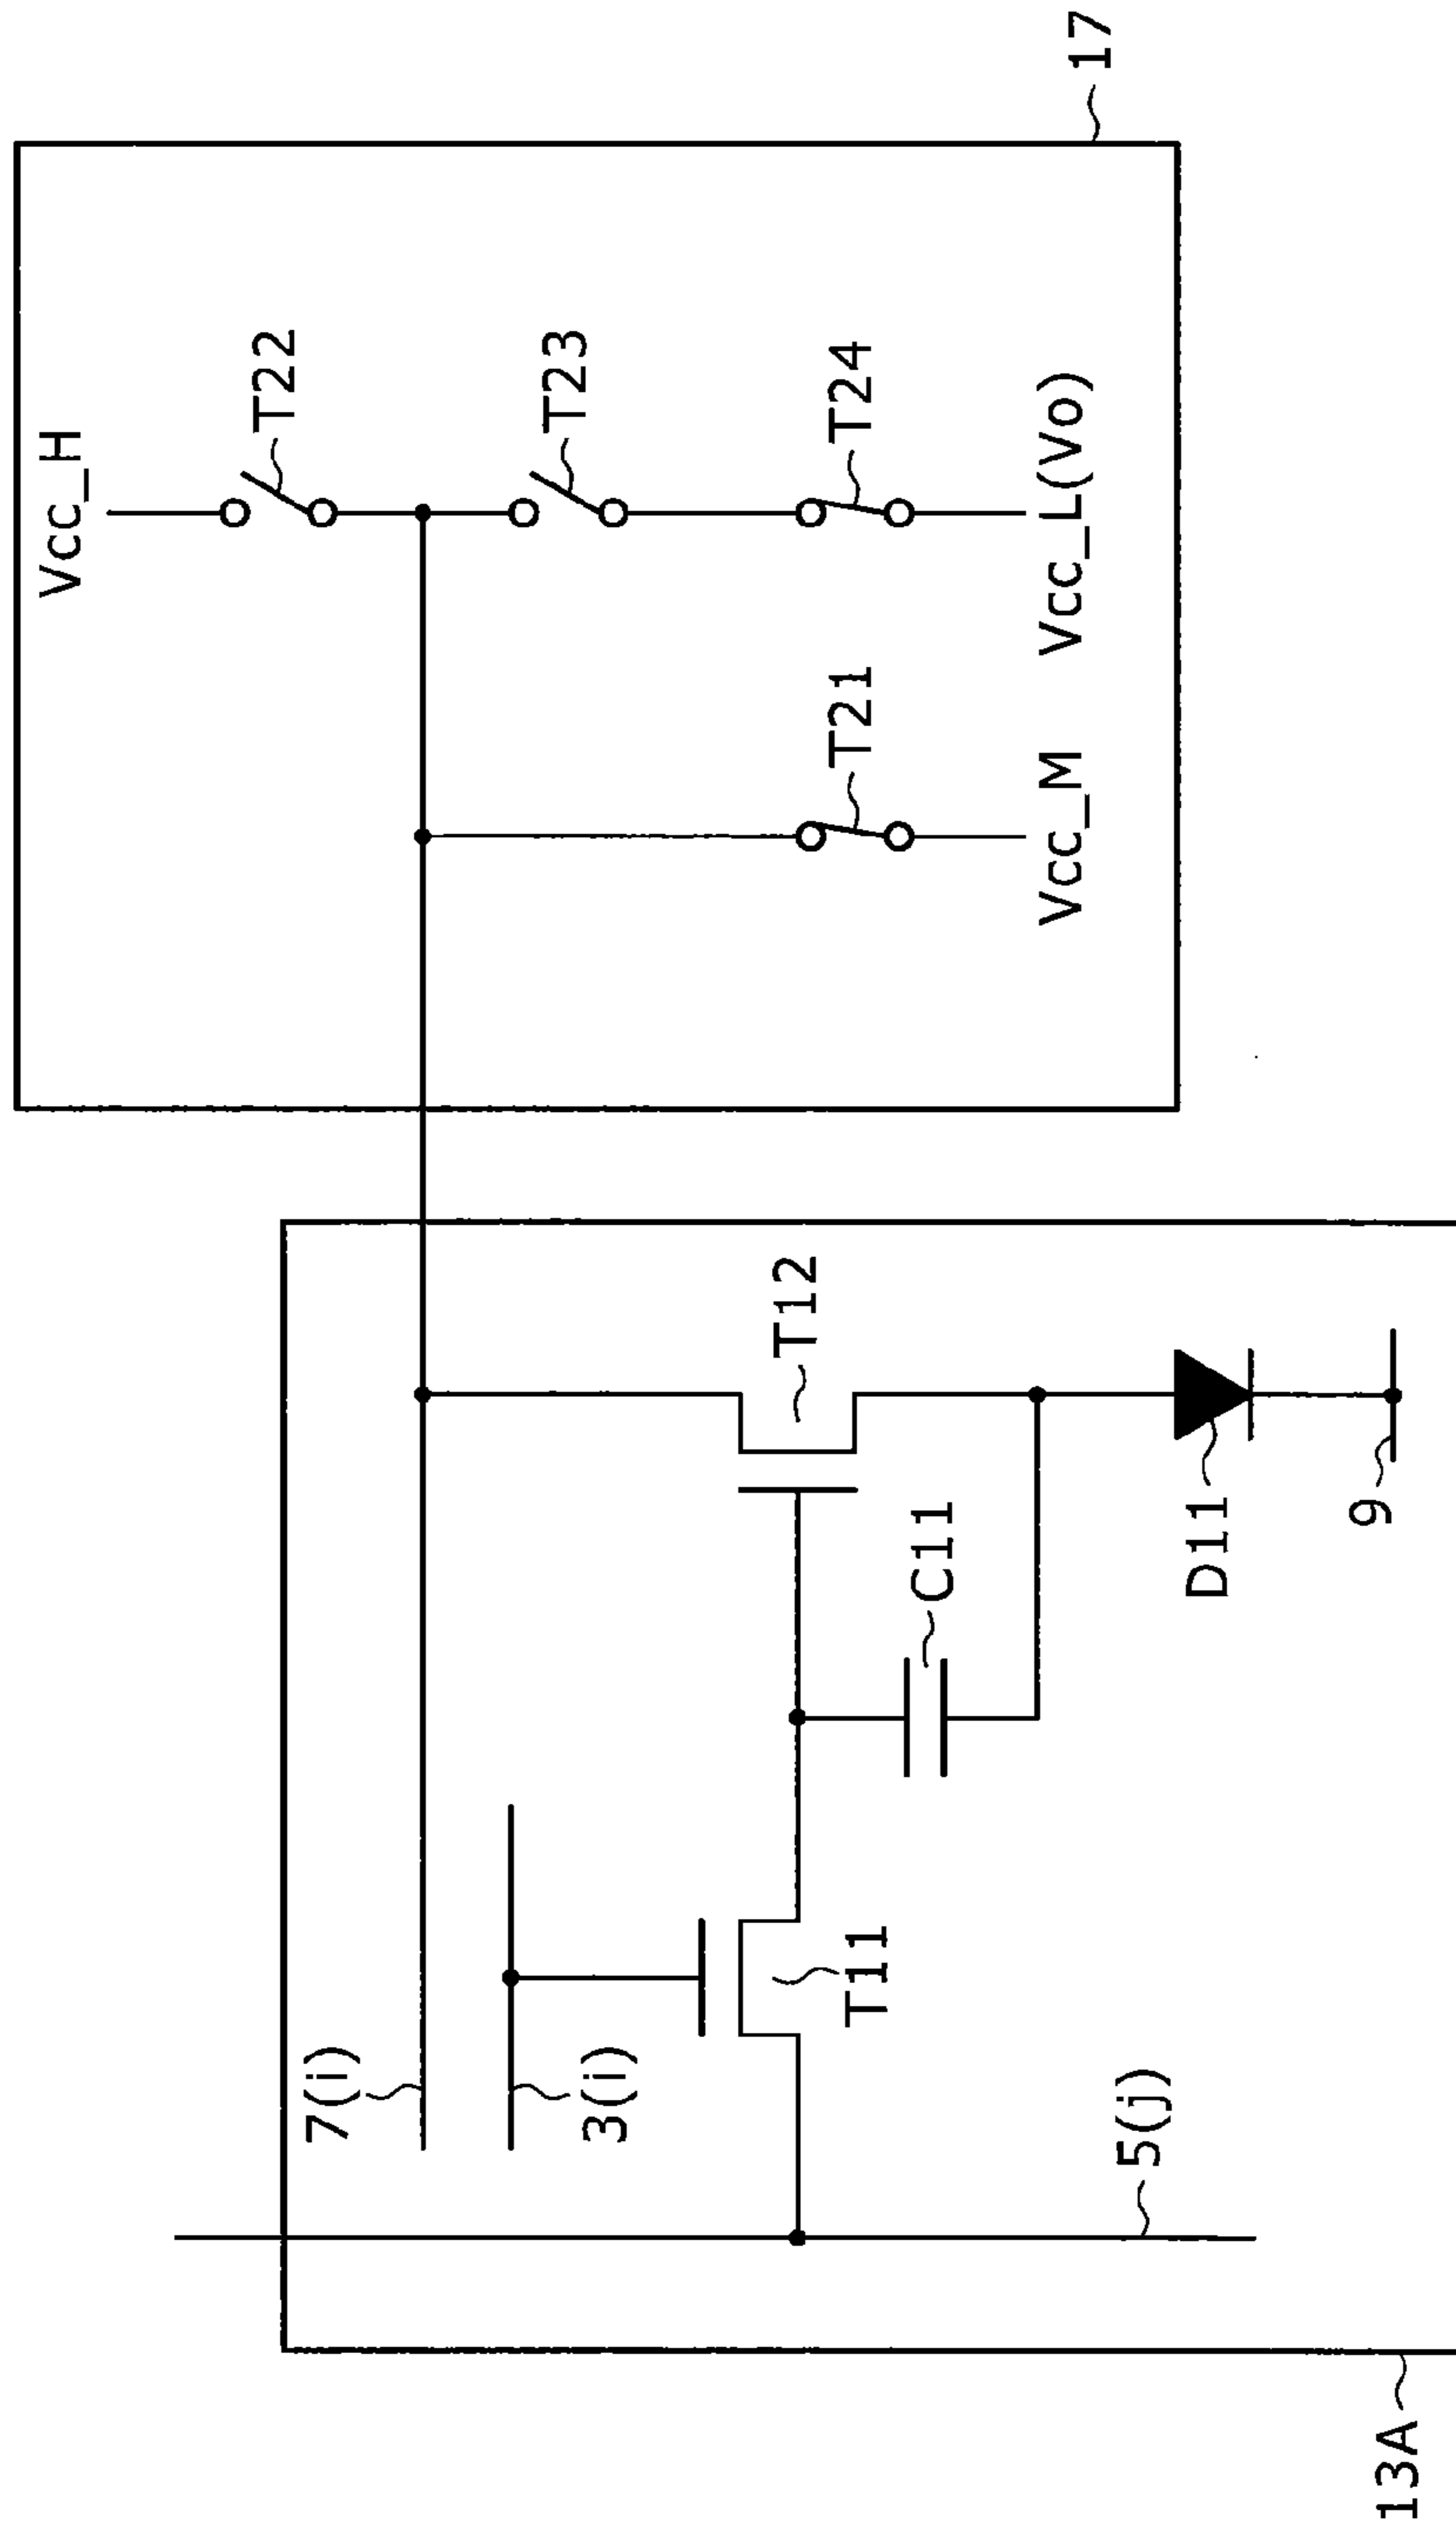 17
Vcc_H
T22
T23
T24
T21
Vcc_M
Vcc_L(Vo)
T12
C11
D11
9
7(i)
3(i)
T11
5(j)
13A